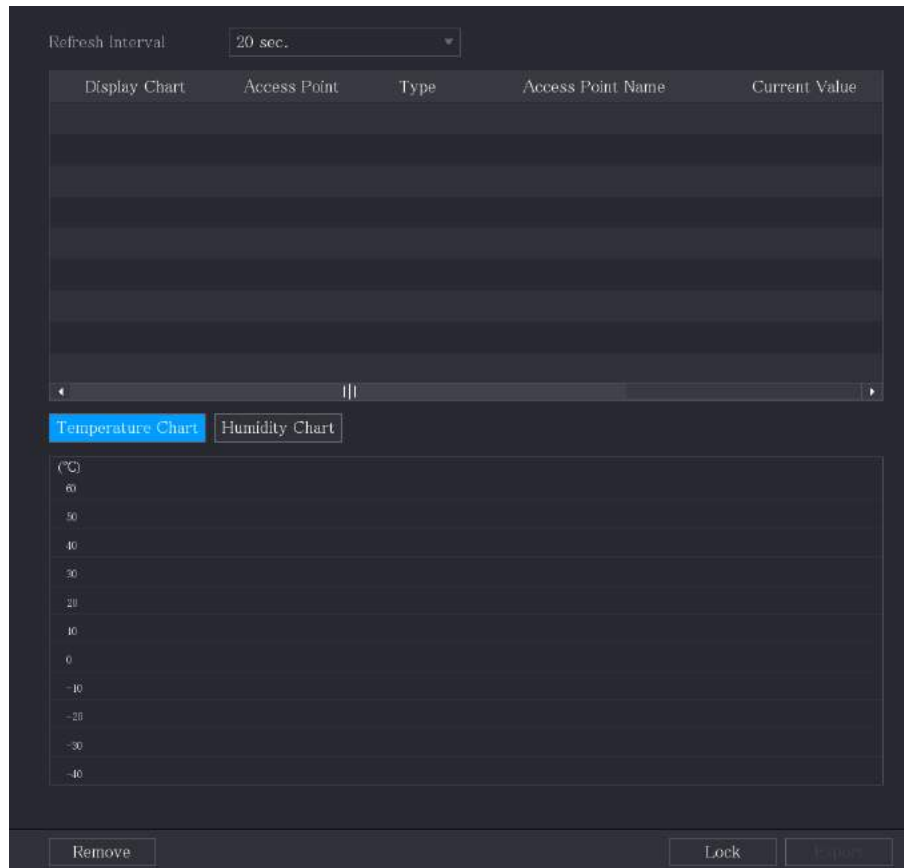 Refresh Interval 20 sec.
Display Chart Access Point Type Access Point Name Current Value
Temperature Chart Humidity Chart
(°C)
60
50
40
30
20
10
0
-10
-20
-30
-40
Remove Lock Export